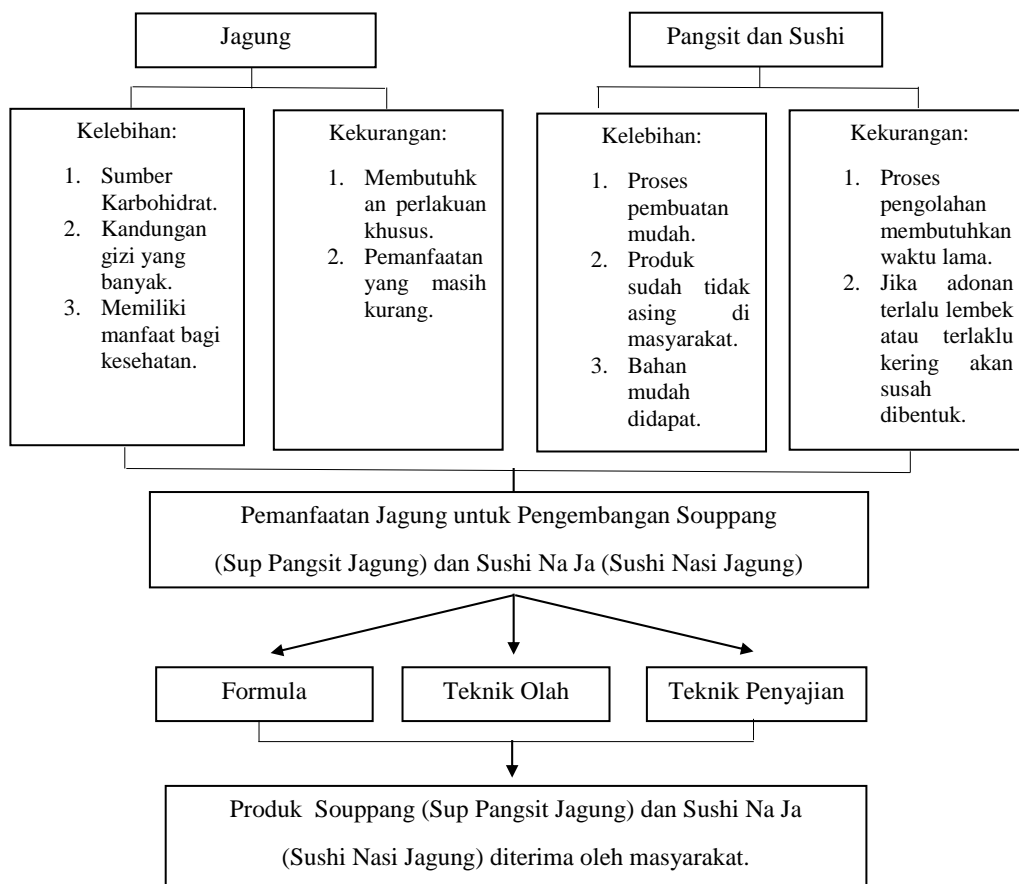 Jagung
Pangsit dan Sushi
Kelebihan:
1. Sumber
Karbohidrat.
2. Kandungan
gizi yang
banyak.
3. Memiliki
manfaat bagi
kesehatan.
Kekurangan:
1. Membutuhk
an perlakuan
khusus.
2. Pemanfaatan
yang masih
kurang.
Kelebihan:
1. Proses
pembuatan
mudah.
2. Produk
sudah tidak
asing di
masyarakat.
3. Bahan
mudah
didapat.
Kekurangan:
1. Proses
pengolahan
membutuhkan
waktu lama.
2. Jika adonan
terlalu lembek
atau terlaklu
kering akan
susah
dibentuk.
Pemanfaatan Jagung untuk Pengembangan Souppang
(Sup Pangsit Jagung) dan Sushi Na Ja (Sushi Nasi Jagung)
Formula
Teknik Olah
Teknik Penyajian
Produk Souppang (Sup Pangsit Jagung) dan Sushi Na Ja
(Sushi Nasi Jagung) diterima oleh masyarakat.